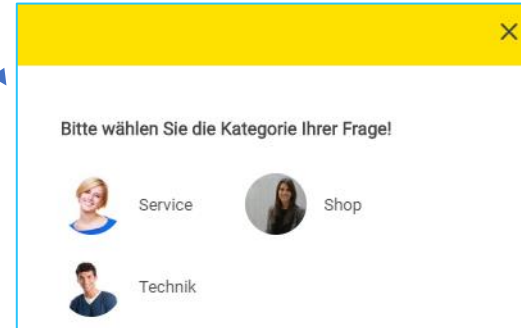 Bitte wählen Sie die Kategorie Ihrer Frage!
Service Shop
Technik